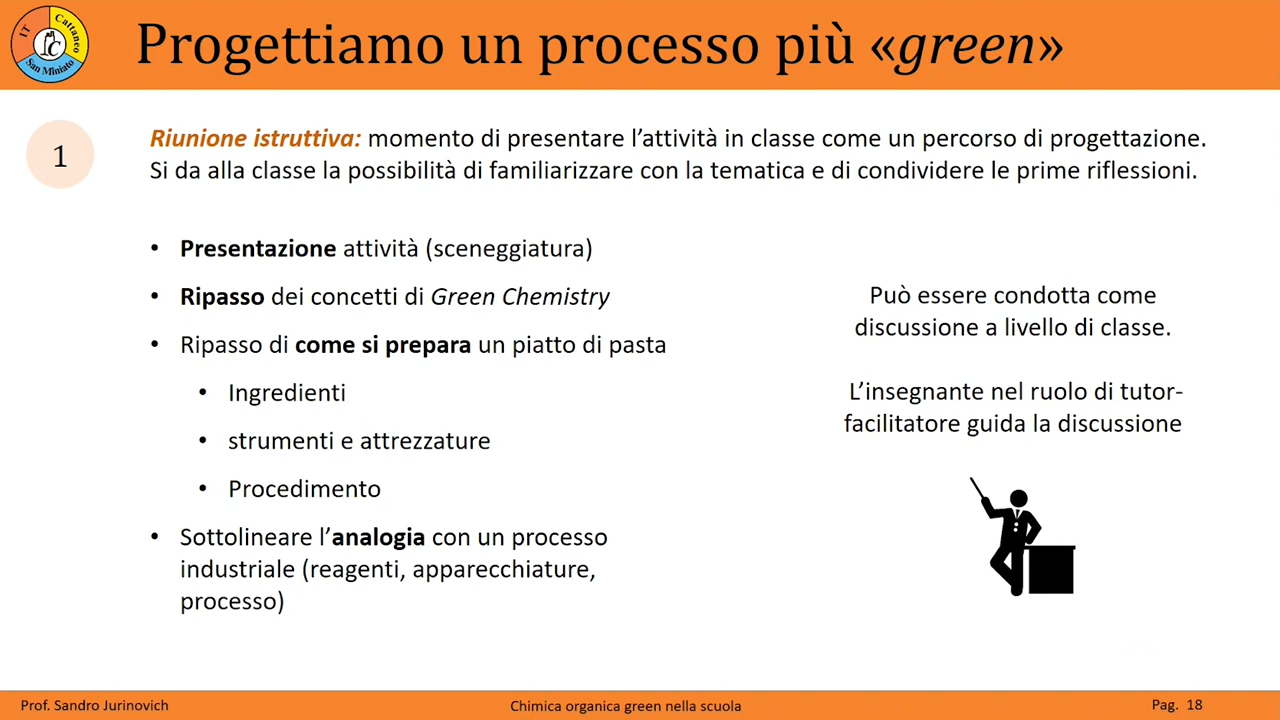 IT
Cattaneo
San Miniato
Progettiamo un processo più «green»
1
Riunione istruttiva: momento di presentare l’attività in classe come un percorso di progettazione.
Si da alla classe la possibilità di familiarizzare con la tematica e di condividere le prime riflessioni.
• Presentazione attività (sceneggiatura)
• Ripasso dei concetti di Green Chemistry
• Ripasso di come si prepara un piatto di pasta
• Ingredienti
• strumenti e attrezzature
• Procedimento
• Sottolineare l’analogia con un processo
industriale (reagenti, apparecchiature,
processo)
Può essere condotta come
discussione a livello di classe.
L’insegnante nel ruolo di tutor-
facilitatore guida la discussione
Prof. Sandro Jurinovich
Chimica organica green nella scuola
Pag. 18